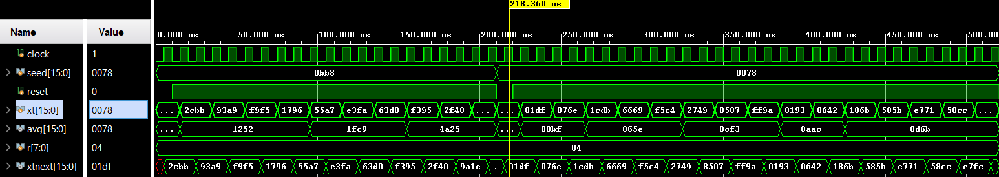 218.360 ns
Name Value
0.000 ns 50.000 ns 100.000 ns 150.000 ns 200.000 ns 250.000 ns 300.000 ns 350.000 ns 400.000 ns 450.000 ns 500.00
clock 1
seed[15:0] 0078 0bb8 0078
reset 0
xt[15:0] 0078 ... 2cbb 93a9 f9f5 1796 55a7 e3fa 63d0 f395 2f40 ... ... 01df 076e 1cdb 6669 f5c4 2749 8507 ff9a 0193 0642 186b 585b e771 58cc ...
avg[15:0] 0078 ... 1252 1fc9 4a25 ... 00bf 065e 0cf3 0aac 0d6b
r[7:0] 04 04
xtnext[15:0] 01df 2cbb 93a9 f9f5 1796 55a7 e3fa 63d0 f395 2f40 9a1e . 01df 076e 1cdb 6669 f5c4 2749 8507 ff9a 0193 0642 186b 585b e771 58cc e7fc